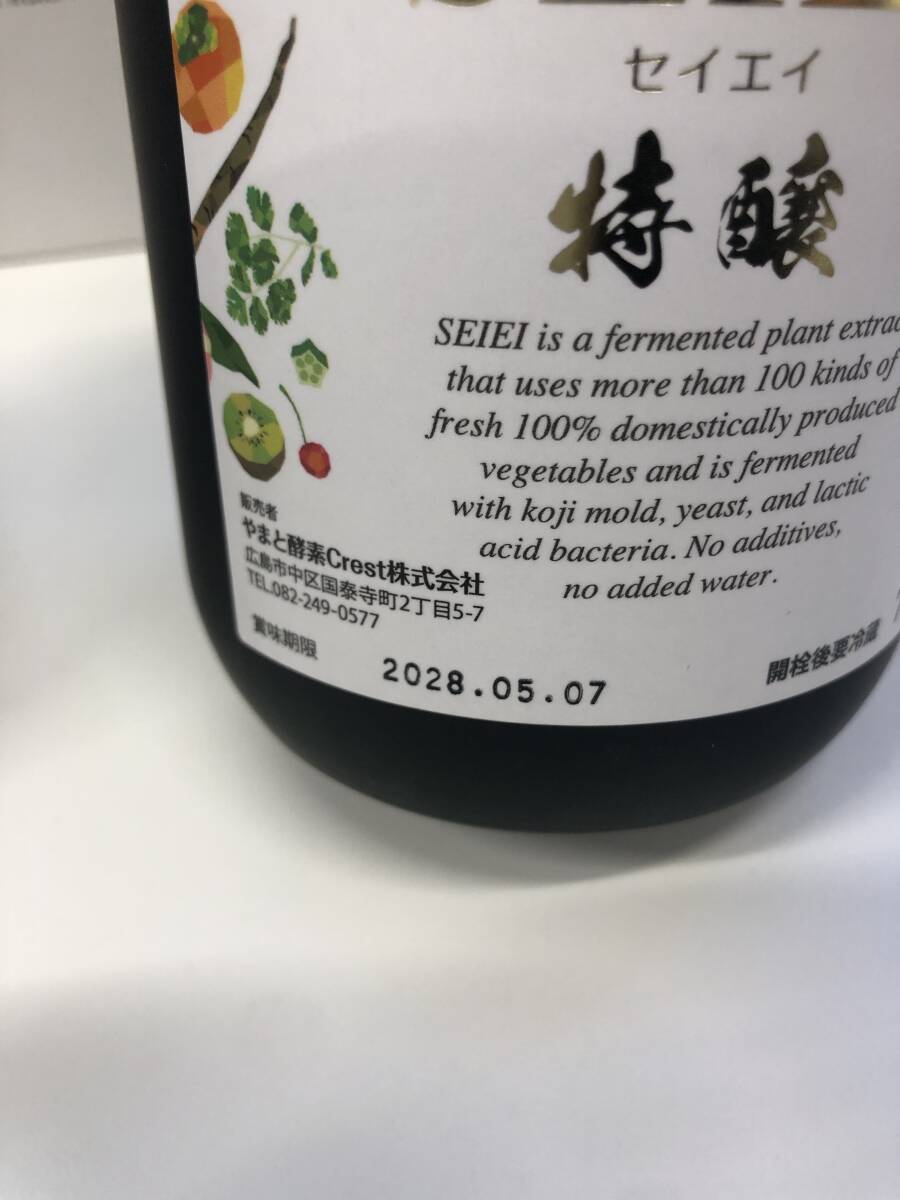 セイエイ
特醸
SEIEI is a fermented plant extrac
that uses more than 100 kinds of
fresh 100% domestically produced
vegetables and is fermented
with koji mold, yeast, and lactic
acid bacteria. No additives,
no added water.
販売者
やまと酵素Crest株式会社
広島市中区国泰寺町2丁目5-7
TEL.082-249-0577
賞味期限
2028.05.07
開栓後要冷蔵